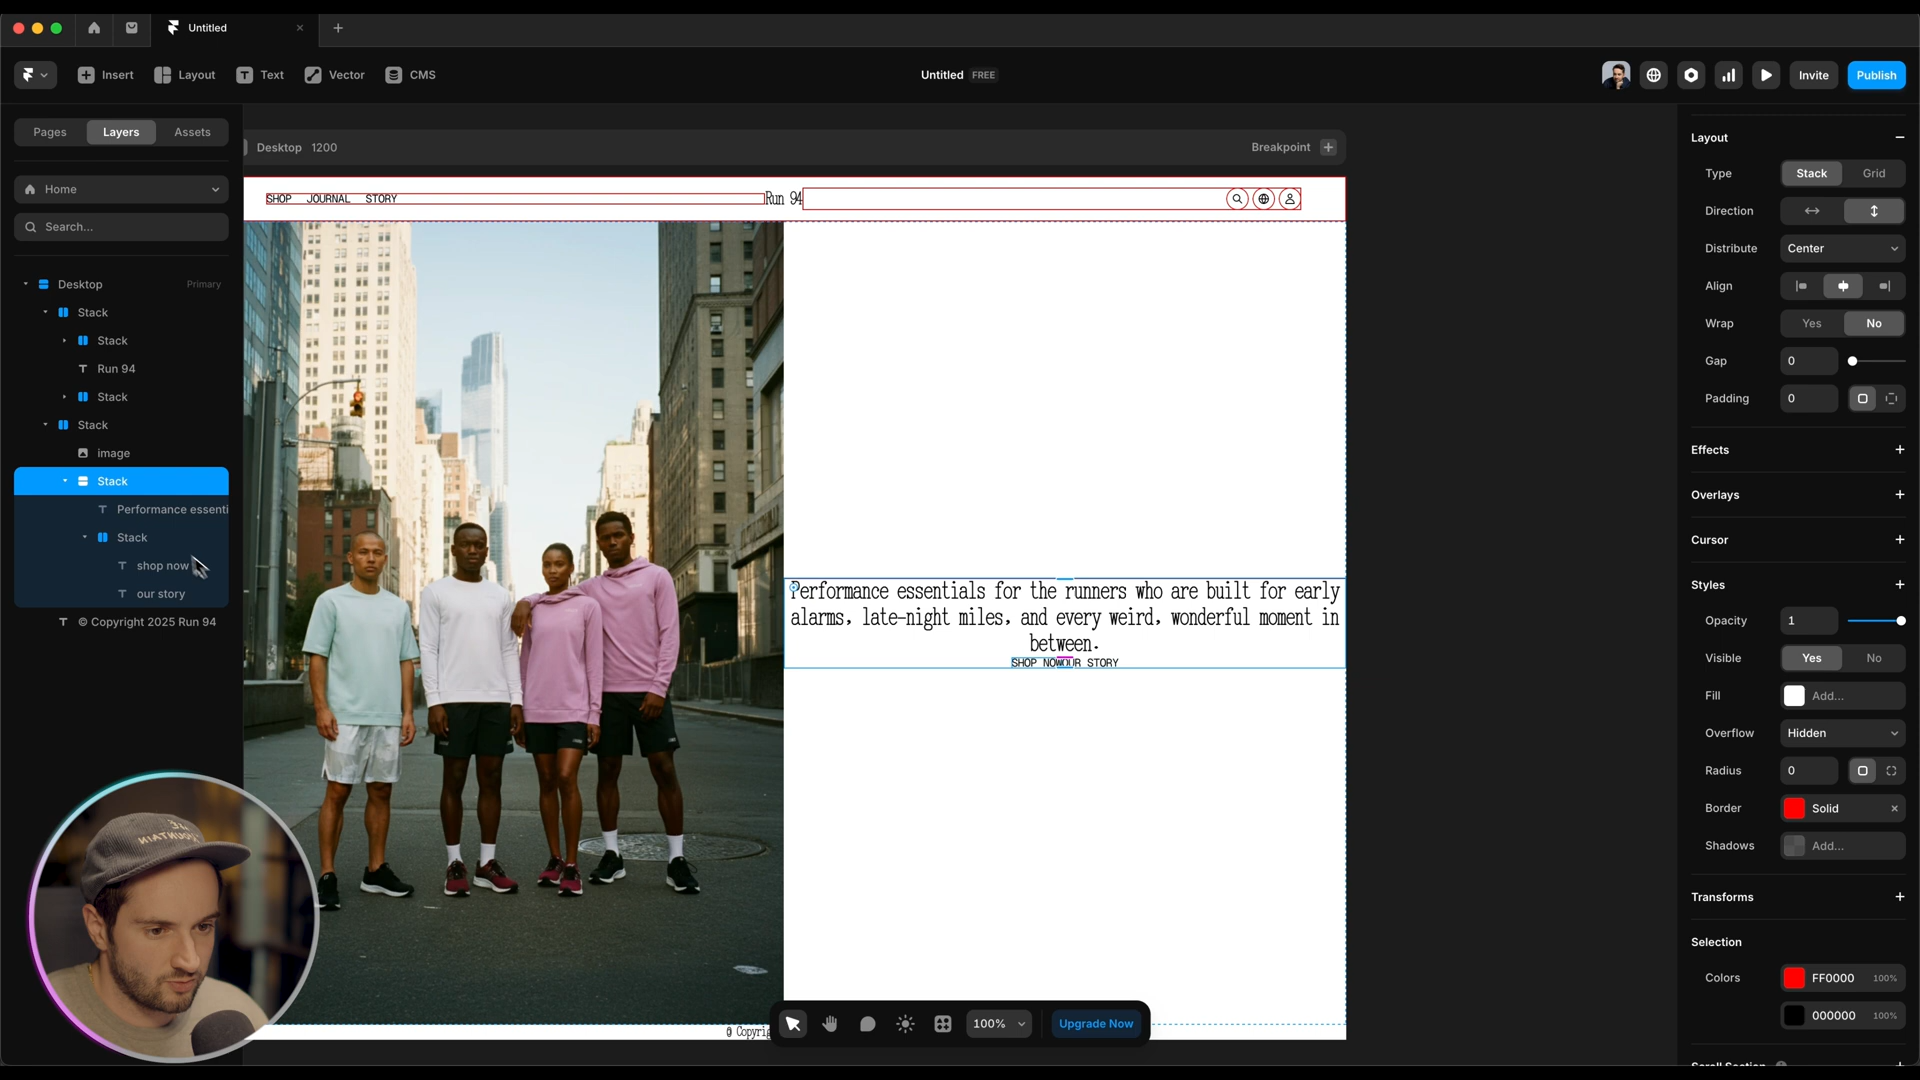 Untitled
Insert
Layout
Text
Vector
CMS
Untitled FREE
Invite
Publish
Pages
Layers
Assets
Home
Search...
Desktop Primary
Stack
Stack
Run 94
Stack
Stack
image
Stack
Performance essenti
Stack
shop now
our story
© Copyright 2025 Run 94
Desktop 1200
Breakpoint
SHOP JOURNAL STORY
Run 94
Performance essentials for the runners who are built for early
alarms, late-night miles, and every weird, wonderful moment in
between.
SHOP NOWOUR STORY
100%
Upgrade Now
Layout
Type Stack Grid
Direction
Distribute Center
Align
Wrap Yes No
Gap 0
Padding 0
Effects
Overlays
Cursor
Styles
Opacity 1
Visible Yes No
Fill Add...
Overflow Hidden
Radius 0
Border Solid
Shadows Add...
Transforms
Selection
Colors FF0000 100%
000000 100%